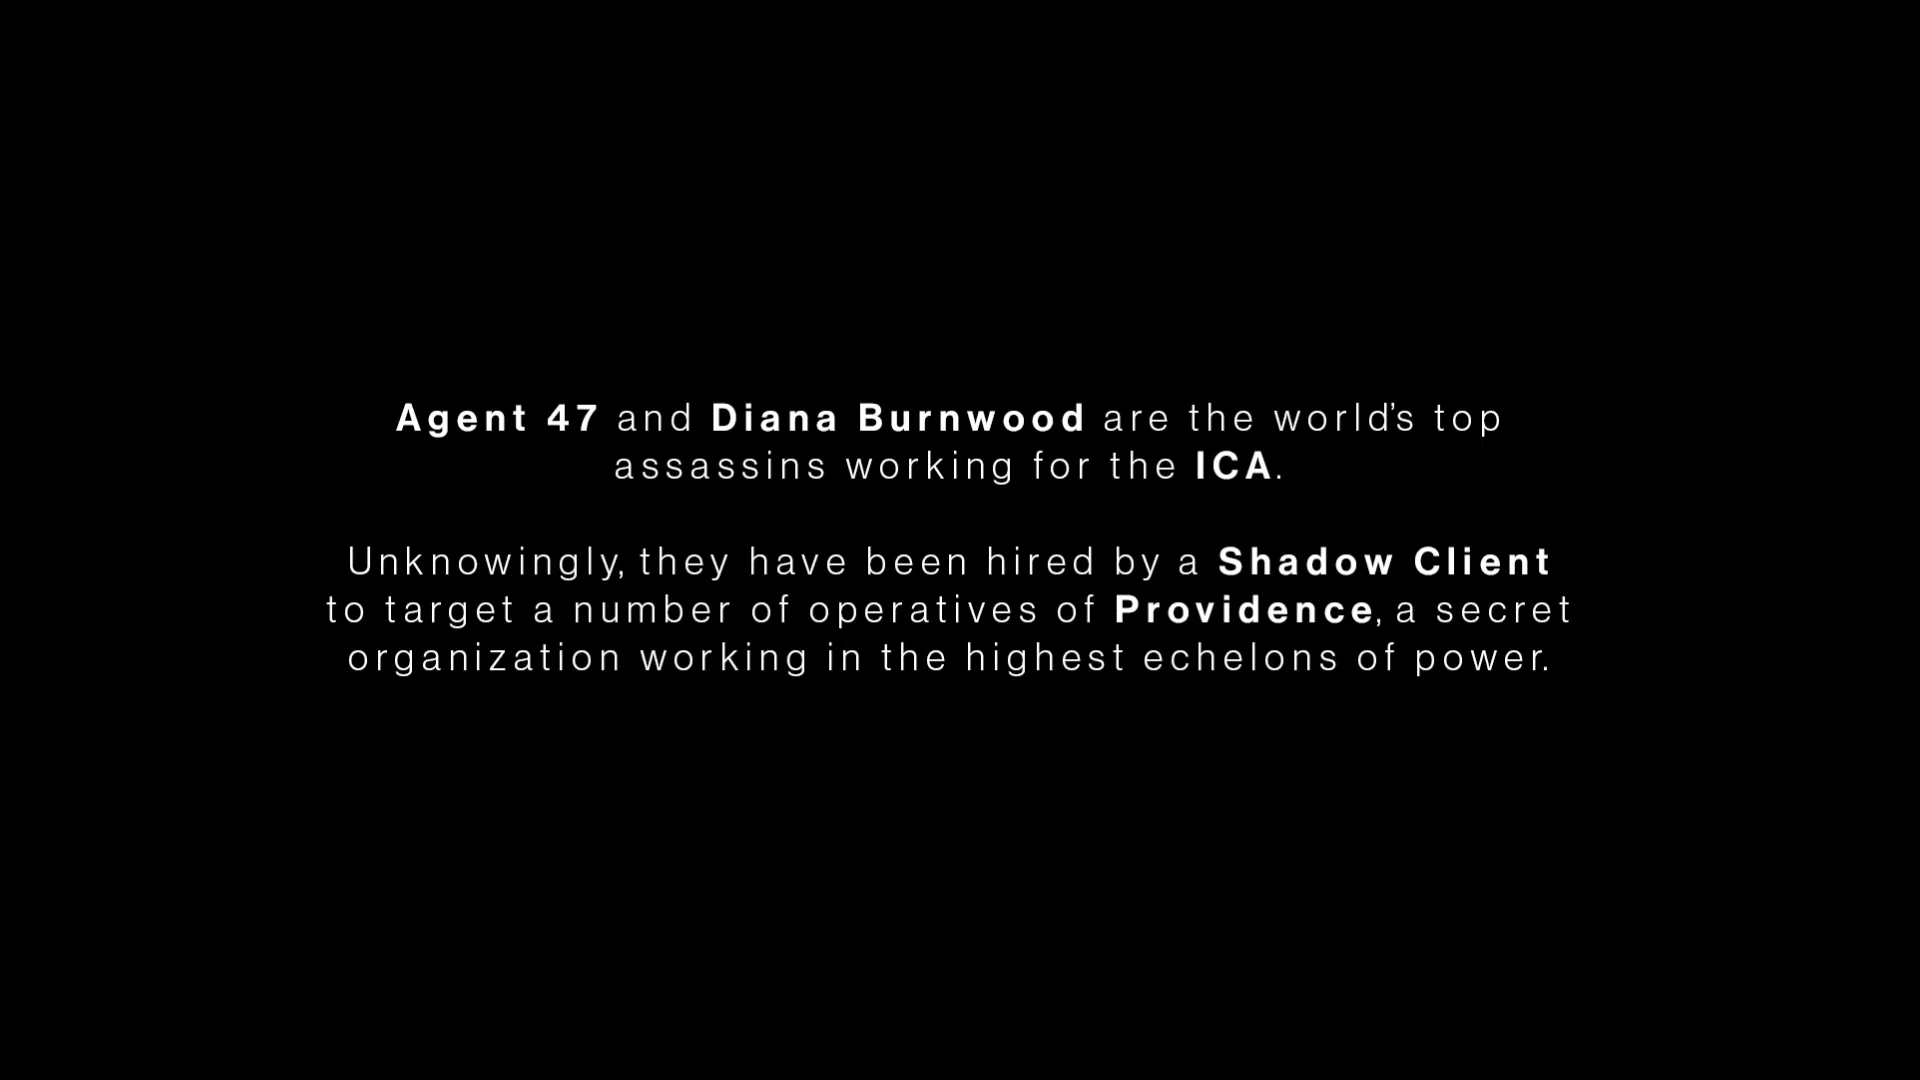 Agent 47 and Diana Burnwood are the world’s top
assassins working for the ICA.
Unknowingly, they have been hired by a Shadow Client
to target a number of operatives of Providence, a secret
organization working in the highest echelons of power.